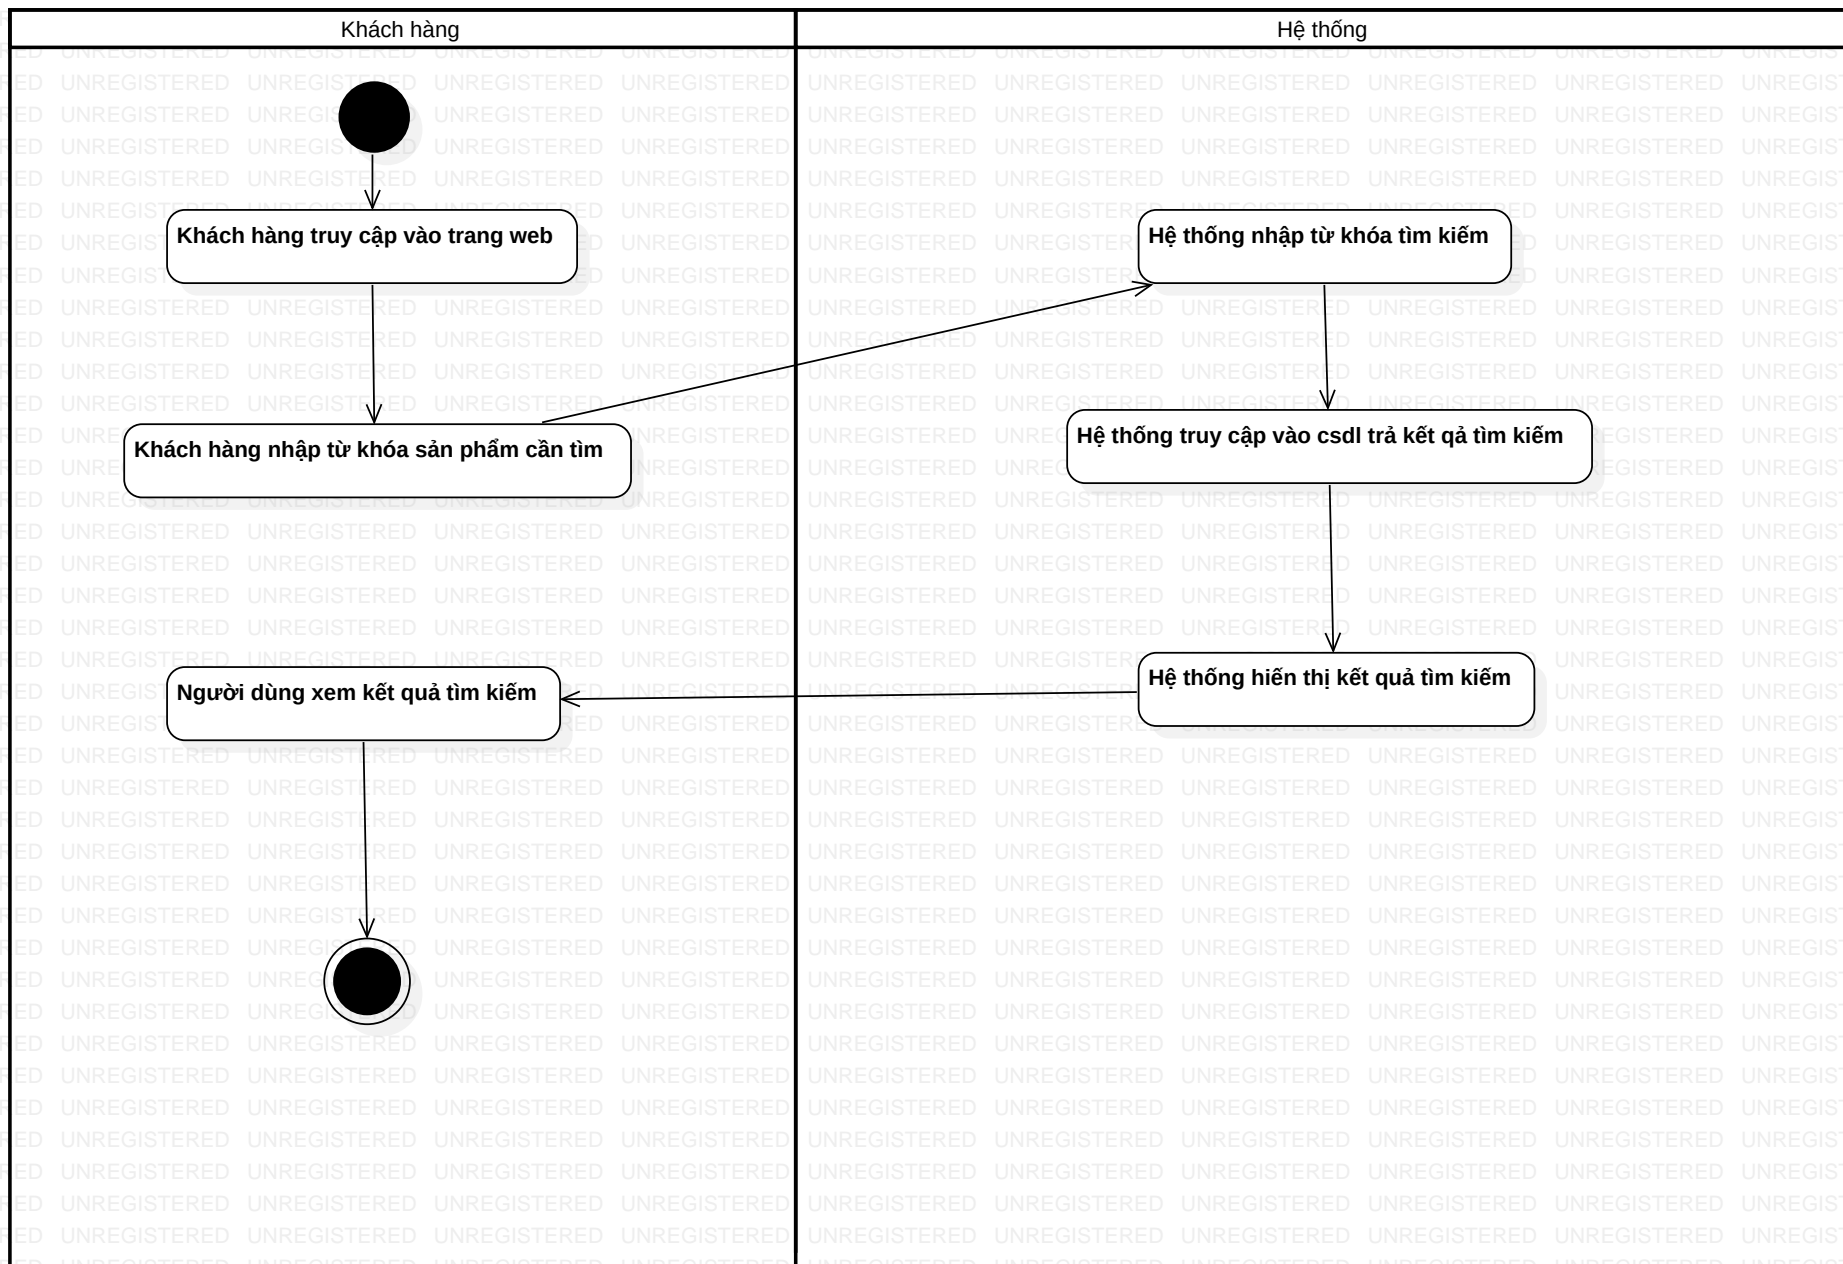 Khách hàng
Hệ thống
Khách hàng truy cập vào trang web
Khách hàng nhập từ khóa sản phẩm cần tìm
Người dùng xem kết quả tìm kiếm
Hệ thống nhập từ khóa tìm kiếm
Hệ thống truy cập vào csdl trả kết qả tìm kiếm
Hệ thống hiến thị kết quả tìm kiếm
UNREGISTERED